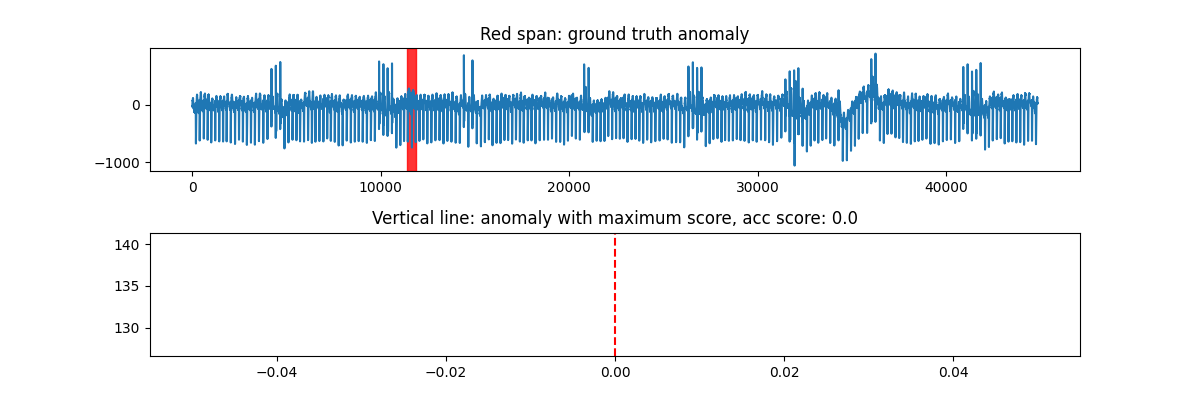 Red span: ground truth anomaly
0
−1000
0 10000 20000 30000 40000
Vertical line: anomaly with maximum score, acc score: 0.0
140
135
130
−0.04 −0.02 0.00 0.02 0.04